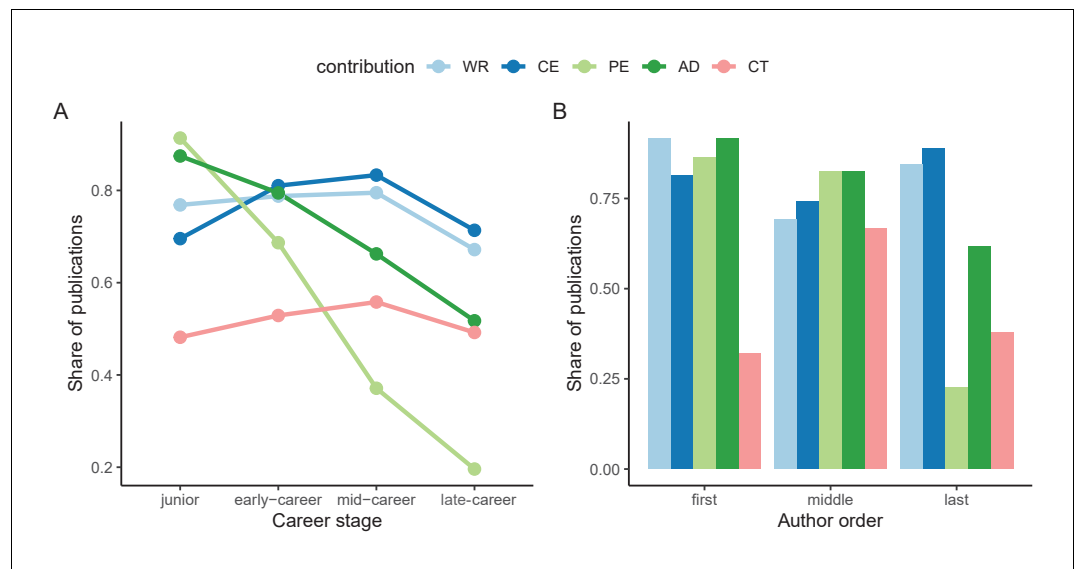 contribution WR CE PE AD CT
A
B
Share of publications
0.8
0.6
0.4
0.2
junior early−career mid−career late-career
Career stage
Share of publications
0.75
0.50
0.25
0.00
first middle last
Author order